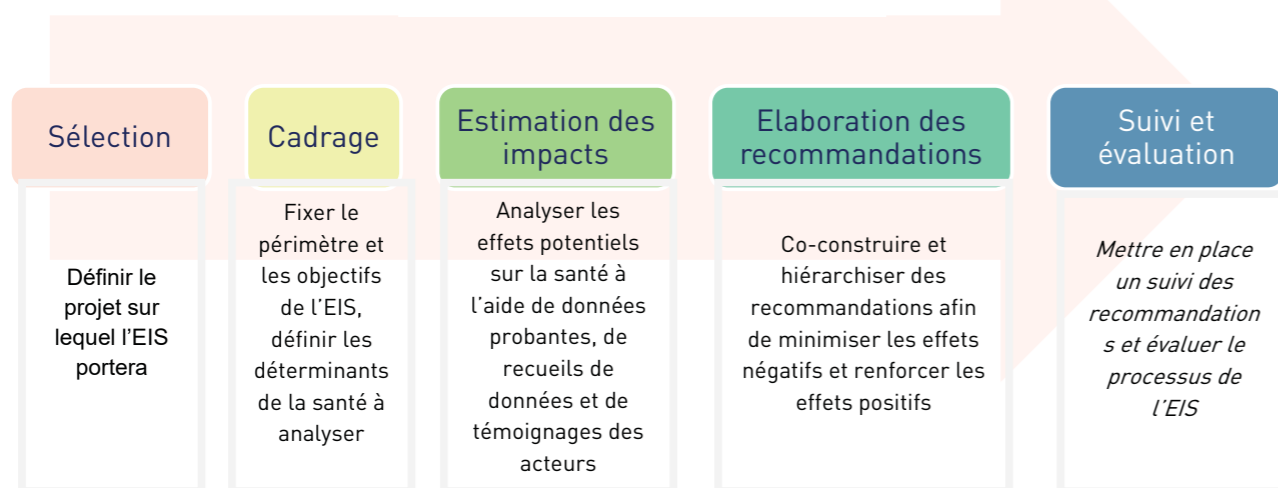 Sélection
Définir le
projet sur
lequel l’EIS
portera
Cadrage
Fixer le
périmètre et
les objectifs
de l’EIS,
définir les
déterminants
de la santé à
analyser
Estimation des
impacts
Analyser les
effets potentiels
sur la santé à
l’aide de données
probantes, de
recueils de
données et de
témoignages des
acteurs
Elaboration des
recommandations
Co-construire et
hiérarchiser des
recommandations afin
de minimiser les effets
négatifs et renforcer les
effets positifs
Suivi et
évaluation
Mettre en place
un suivi des
recommandation
s et évaluer le
processus de
l’EIS